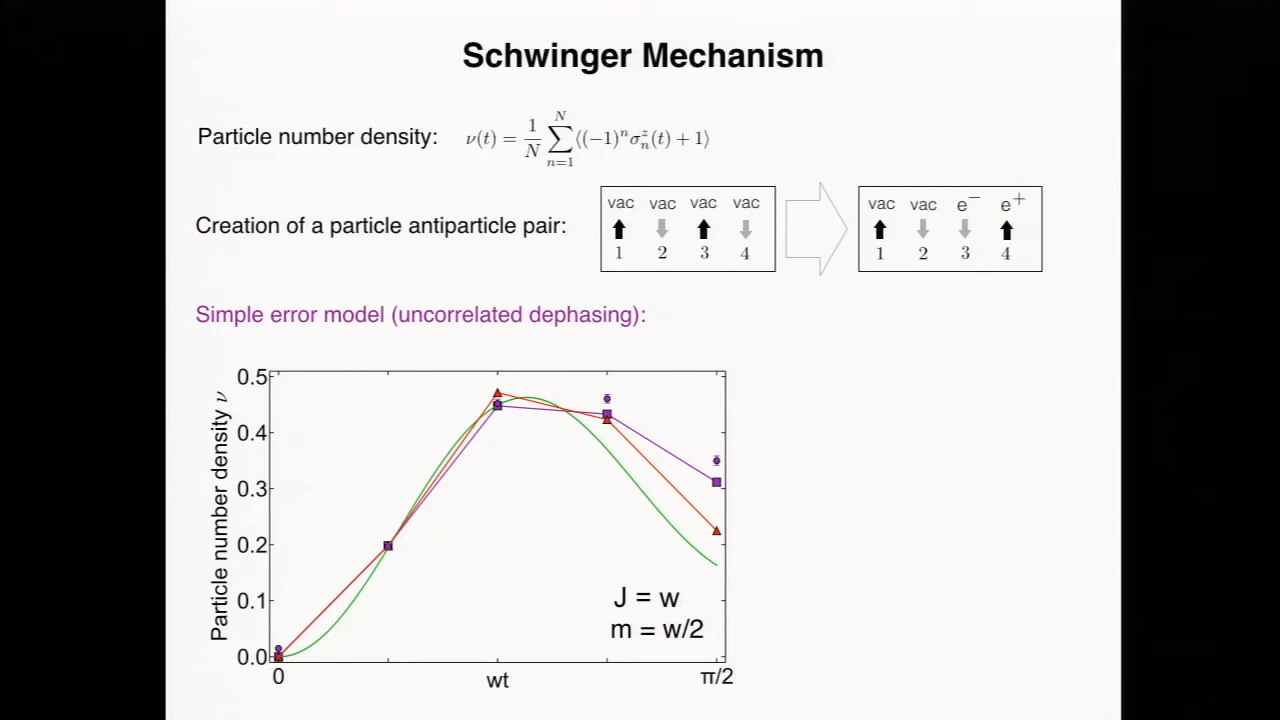 Schwinger Mechanism
Particle number density: ν(t) = 1/N ∑_{n=1}^{N} ⟨(−1)^n σ_n^z(t) + 1⟩
Creation of a particle antiparticle pair:
vac vac vac vac
1 2 3 4
vac vac e⁻ e⁺
1 2 3 4
Simple error model (uncorrelated dephasing):
Particle number density ν
0.5
0.4
0.3
0.2
0.1
0.0
J = w
m = w/2
0 wt π/2